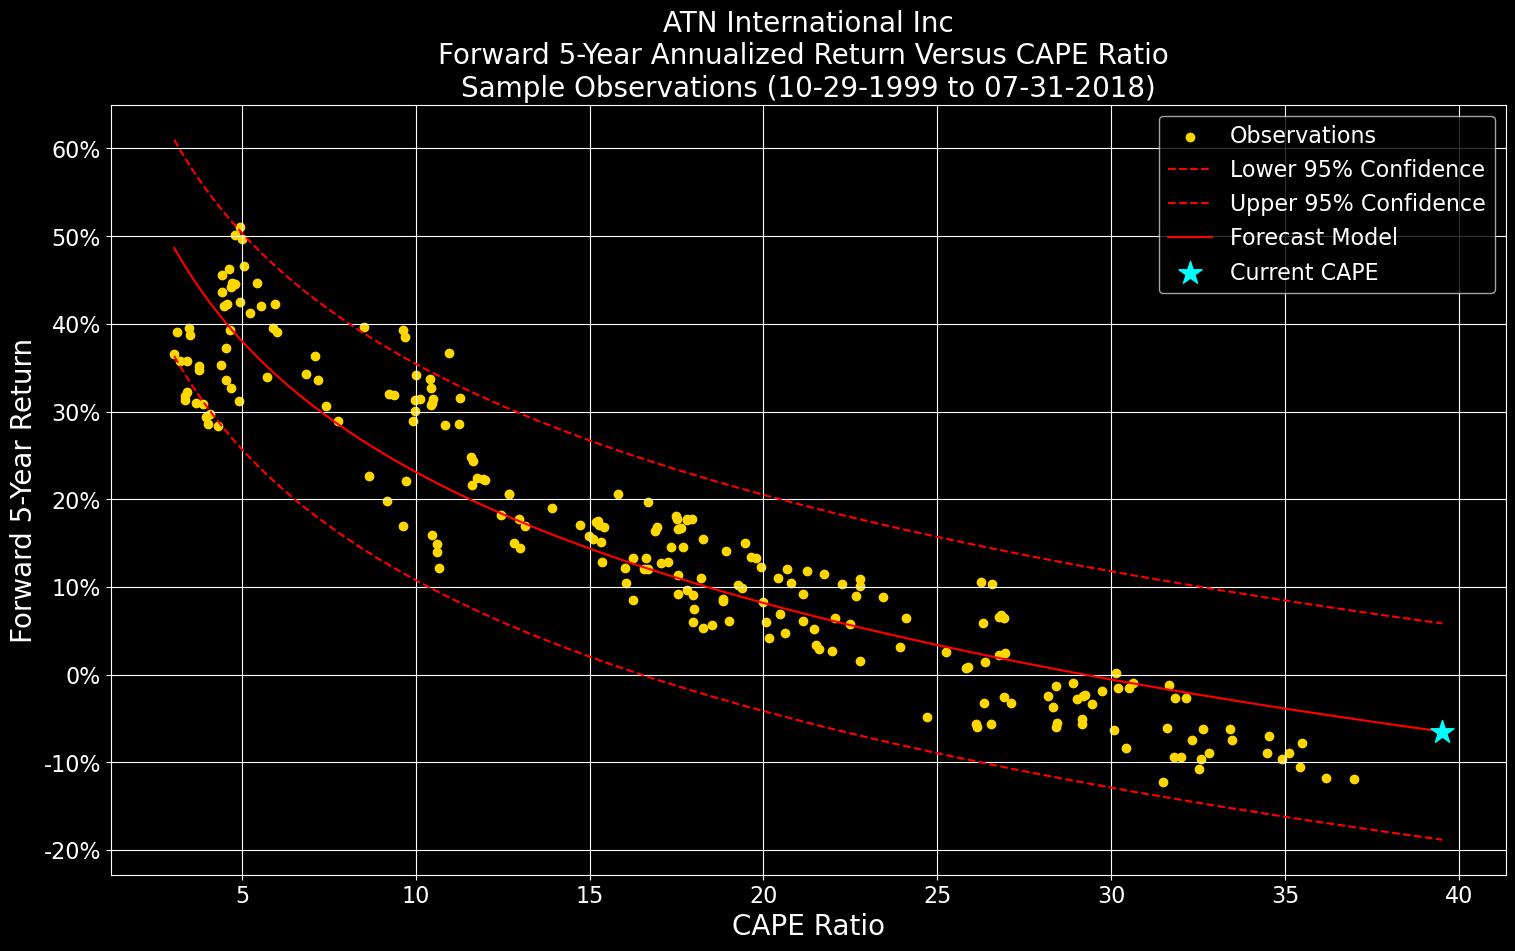 ATN International Inc
Forward 5-Year Annualized Return Versus CAPE Ratio
Sample Observations (10-29-1999 to 07-31-2018)
Observations
Lower 95% Confidence
Upper 95% Confidence
Forecast Model
Current CAPE
Forward 5-Year Return
60%
50%
40%
30%
20%
10%
0%
-10%
-20%
5
10
15
20
25
30
35
40
CAPE Ratio